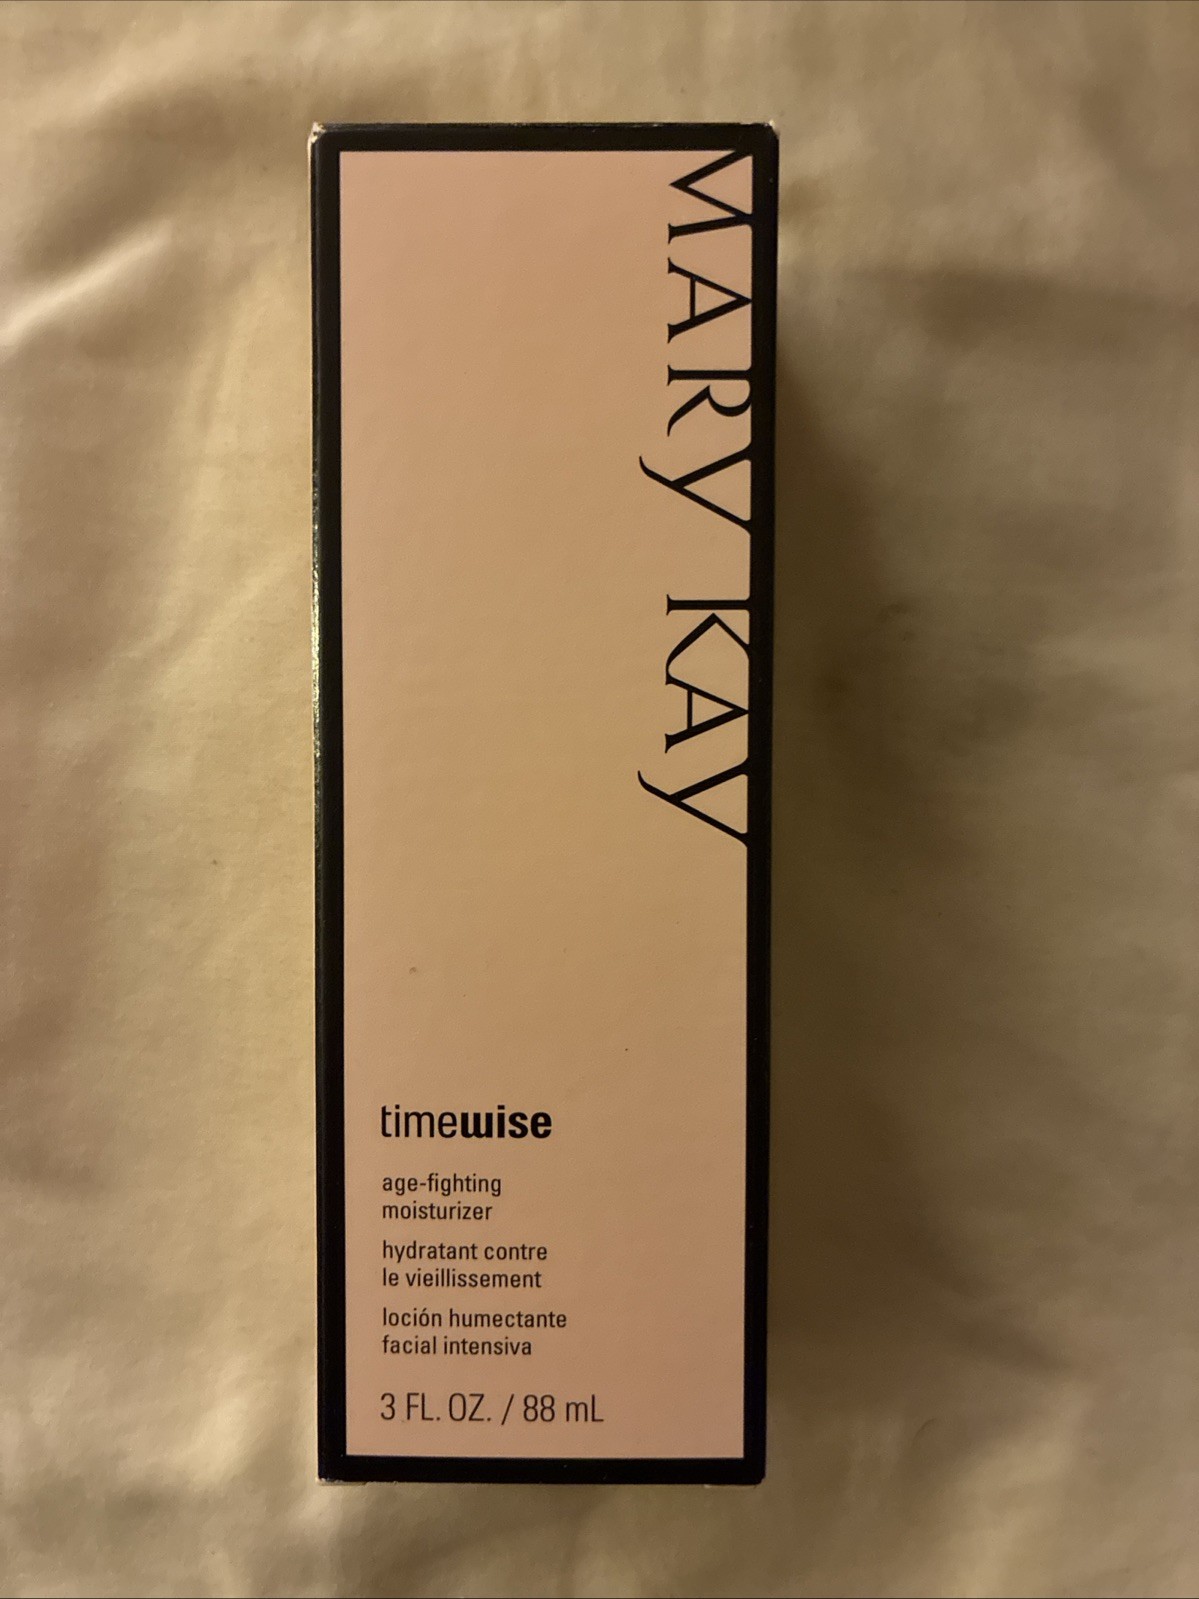 MARY KAY
timewise
age-fighting
moisturizer
hydratant contre
le vieillissement
loción humectante
facial intensiva
3 FL. OZ. / 88 mL